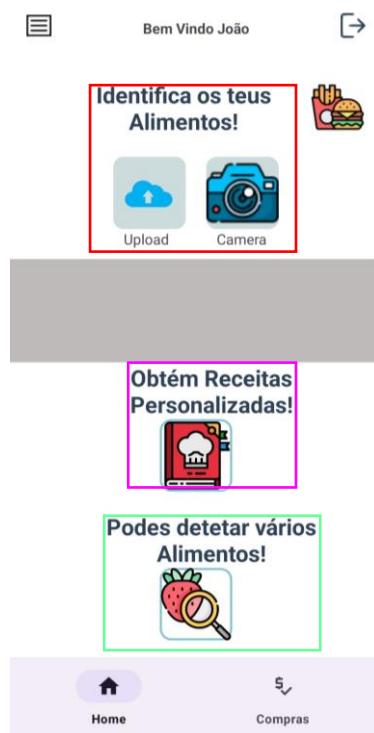 Bem Vindo João
Identifica os teus
Alimentos!
Upload
Camera
Obtém Receitas
Personalizadas!
Podes detetar vários
Alimentos!
Home
Compras